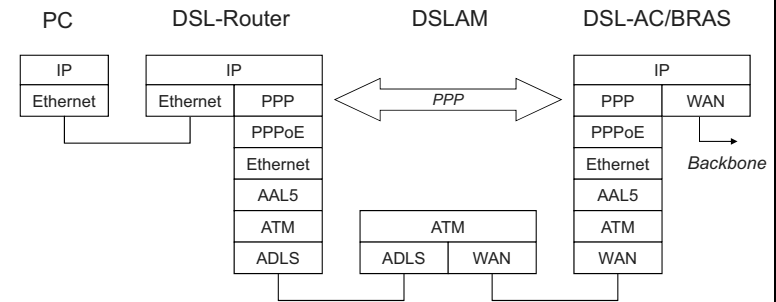 PC DSL-Router DSLAM DSL-AC/BRAS
IP IP IP
Ethernet Ethernet PPP PPP PPP WAN
PPPoE PPPoE
Ethernet Ethernet Backbone
AAL5 AAL5
ATM ATM ATM
ADLS ADLS WAN WAN